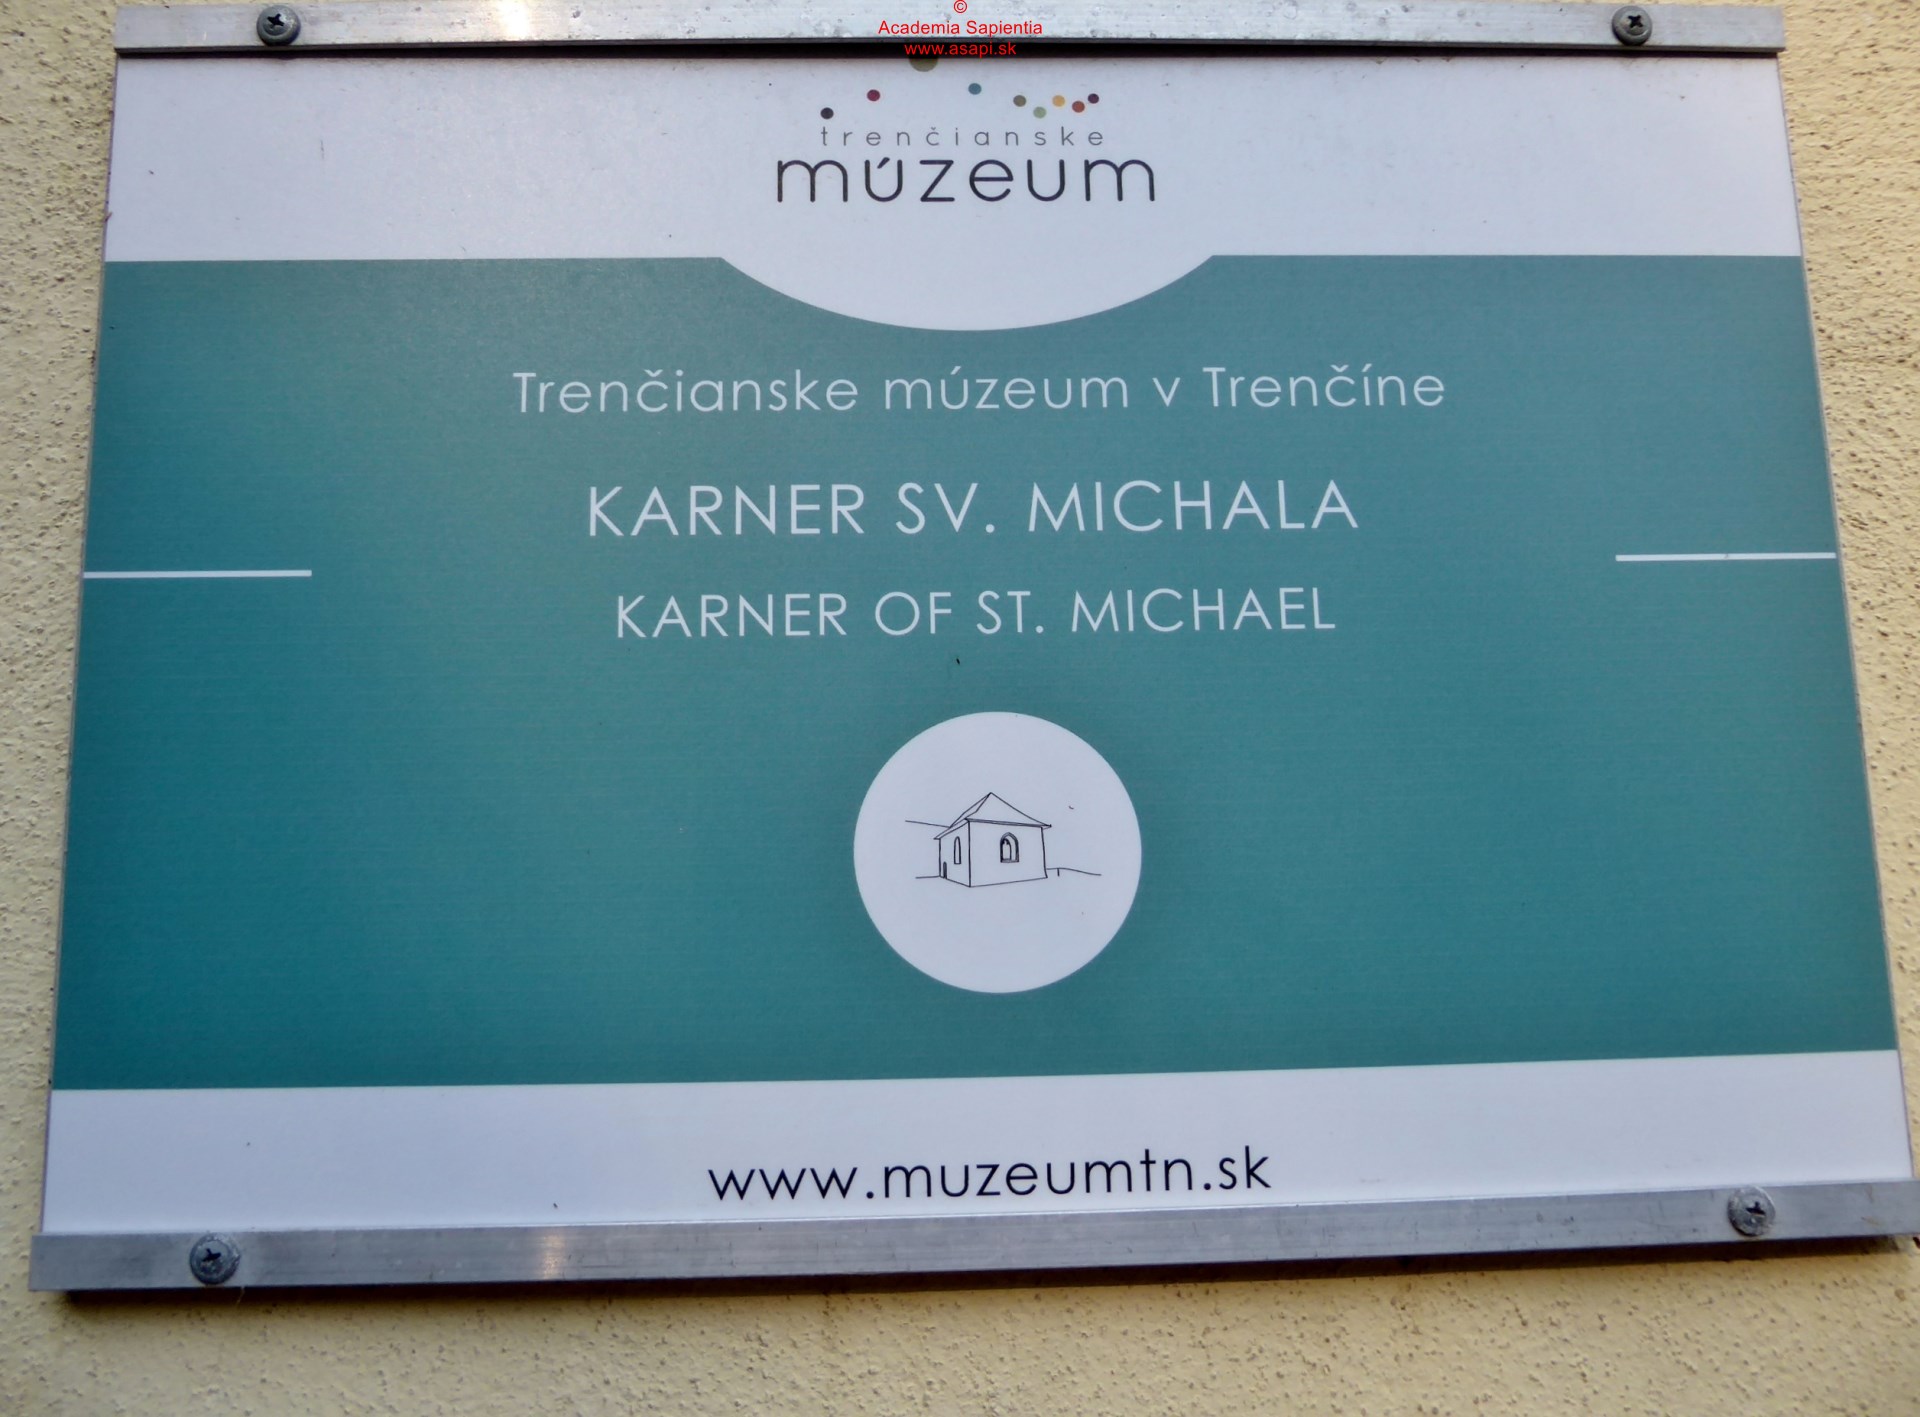 ©
Academia Sapientia
www.asapi.sk
trenčianske
múzeum
Trenčianske múzeum v Trenčíne
KARNER SV. MICHALA
KARNER OF ST. MICHAEL
www.muzeumtn.sk